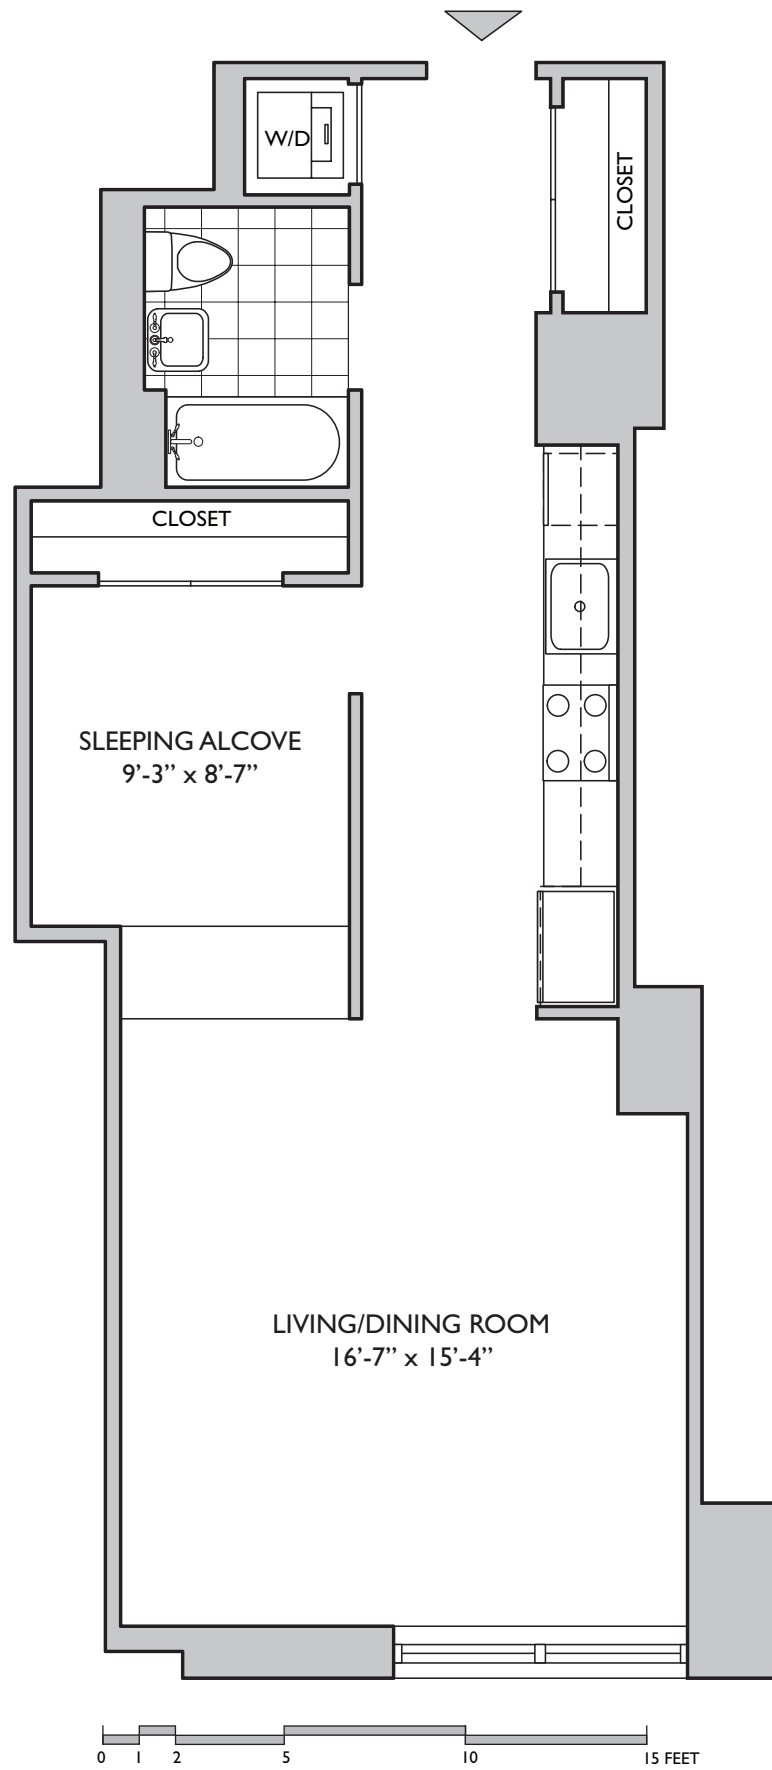 W/D
CLOSET
CLOSET
SLEEPING ALCOVE
9’-3” x 8’-7”
LIVING/DINING ROOM
16’-7” x 15’-4”
0 1 2 5 10 15 FEET